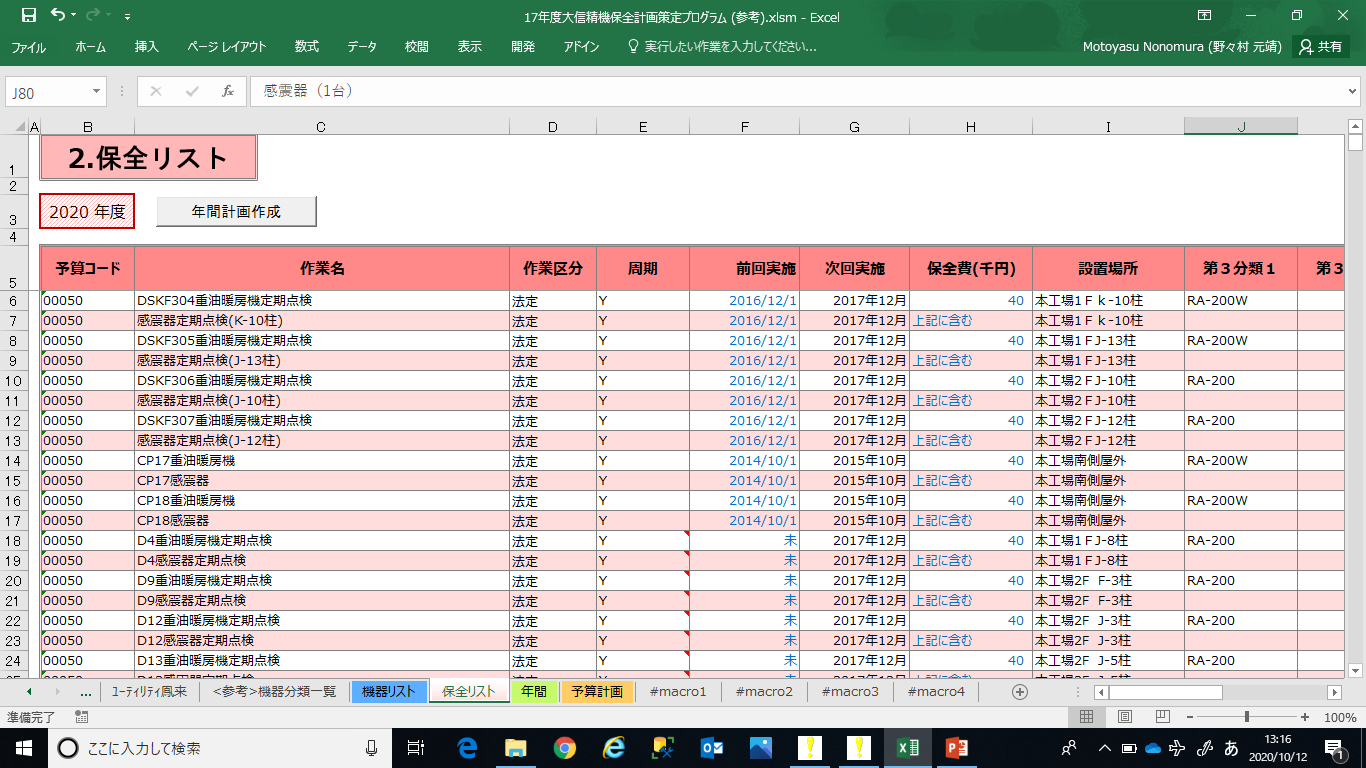 17年度大信精機保全計画策定プログラム (参考).xlsm - Excel
ファイル ホーム 挿入 ページ レイアウト 数式 データ 校閲 表示 開発 アドイン 実行したい作業を入力してください... Motoyasu Nonomura (野々村 元靖) 共有
J80 fx 感震器（1台）
A B C D E F G H I J
1 2.保全リスト
2
3 2020 年度 年間計画作成
4
5 予算コード 作業名 作業区分 周期 前回実施 次回実施 保全費(千円) 設置場所 第３分類１ 第３
6 00050 DSKF304重油暖房機定期点検 法定 Y 2016/12/1 2017年12月 40 本工場1Ｆｋ-10柱 RA-200W
7 00050 感震器定期点検(K-10柱) 法定 Y 2016/12/1 2017年12月 上記に含む 本工場1Ｆｋ-10柱
8 00050 DSKF305重油暖房機定期点検 法定 Y 2016/12/1 2017年12月 40 本工場1ＦJ-13柱 RA-200W
9 00050 感震器定期点検(J-13柱) 法定 Y 2016/12/1 2017年12月 上記に含む 本工場1ＦJ-13柱
10 00050 DSKF306重油暖房機定期点検 法定 Y 2016/12/1 2017年12月 40 本工場2ＦJ-10柱 RA-200
11 00050 感震器定期点検(J-10柱) 法定 Y 2016/12/1 2017年12月 上記に含む 本工場2ＦJ-10柱
12 00050 DSKF307重油暖房機定期点検 法定 Y 2016/12/1 2017年12月 40 本工場2ＦJ-12柱 RA-200
13 00050 感震器定期点検(J-12柱) 法定 Y 2016/12/1 2017年12月 上記に含む 本工場2ＦJ-12柱
14 00050 CP17重油暖房機 法定 Y 2014/10/1 2015年10月 40 本工場南側屋外 RA-200W
15 00050 CP17感震器 法定 Y 2014/10/1 2015年10月 上記に含む 本工場南側屋外
16 00050 CP18重油暖房機 法定 Y 2014/10/1 2015年10月 40 本工場南側屋外 RA-200W
17 00050 CP18感震器 法定 Y 2014/10/1 2015年10月 上記に含む 本工場南側屋外
18 00050 D4重油暖房機定期点検 法定 Y 未 2017年12月 40 本工場1ＦJ-8柱 RA-200
19 00050 D4感震器定期点検 法定 Y 未 2017年12月 上記に含む 本工場1ＦJ-8柱
20 00050 D9重油暖房機定期点検 法定 Y 未 2017年12月 40 本工場2F F-3柱 RA-200
21 00050 D9感震器定期点検 法定 Y 未 2017年12月 上記に含む 本工場2F F-3柱
22 00050 D12重油暖房機定期点検 法定 Y 未 2017年12月 40 本工場2F J-3柱 RA-200
23 00050 D12感震器定期点検 法定 Y 未 2017年12月 上記に含む 本工場2F J-3柱
24 00050 D13重油暖房機定期点検 法定 Y 未 2017年12月 40 本工場2F J-5柱 RA-200
... ﾕｰﾃｨﾘﾃｨ鳳来 <参考>機器分類一覧 機器リスト 保全リスト 年間 予算計画 #macro1 #macro2 #macro3 #macro4
準備完了 100%
ここに入力して検索 あ 13:16
2020/10/12 1